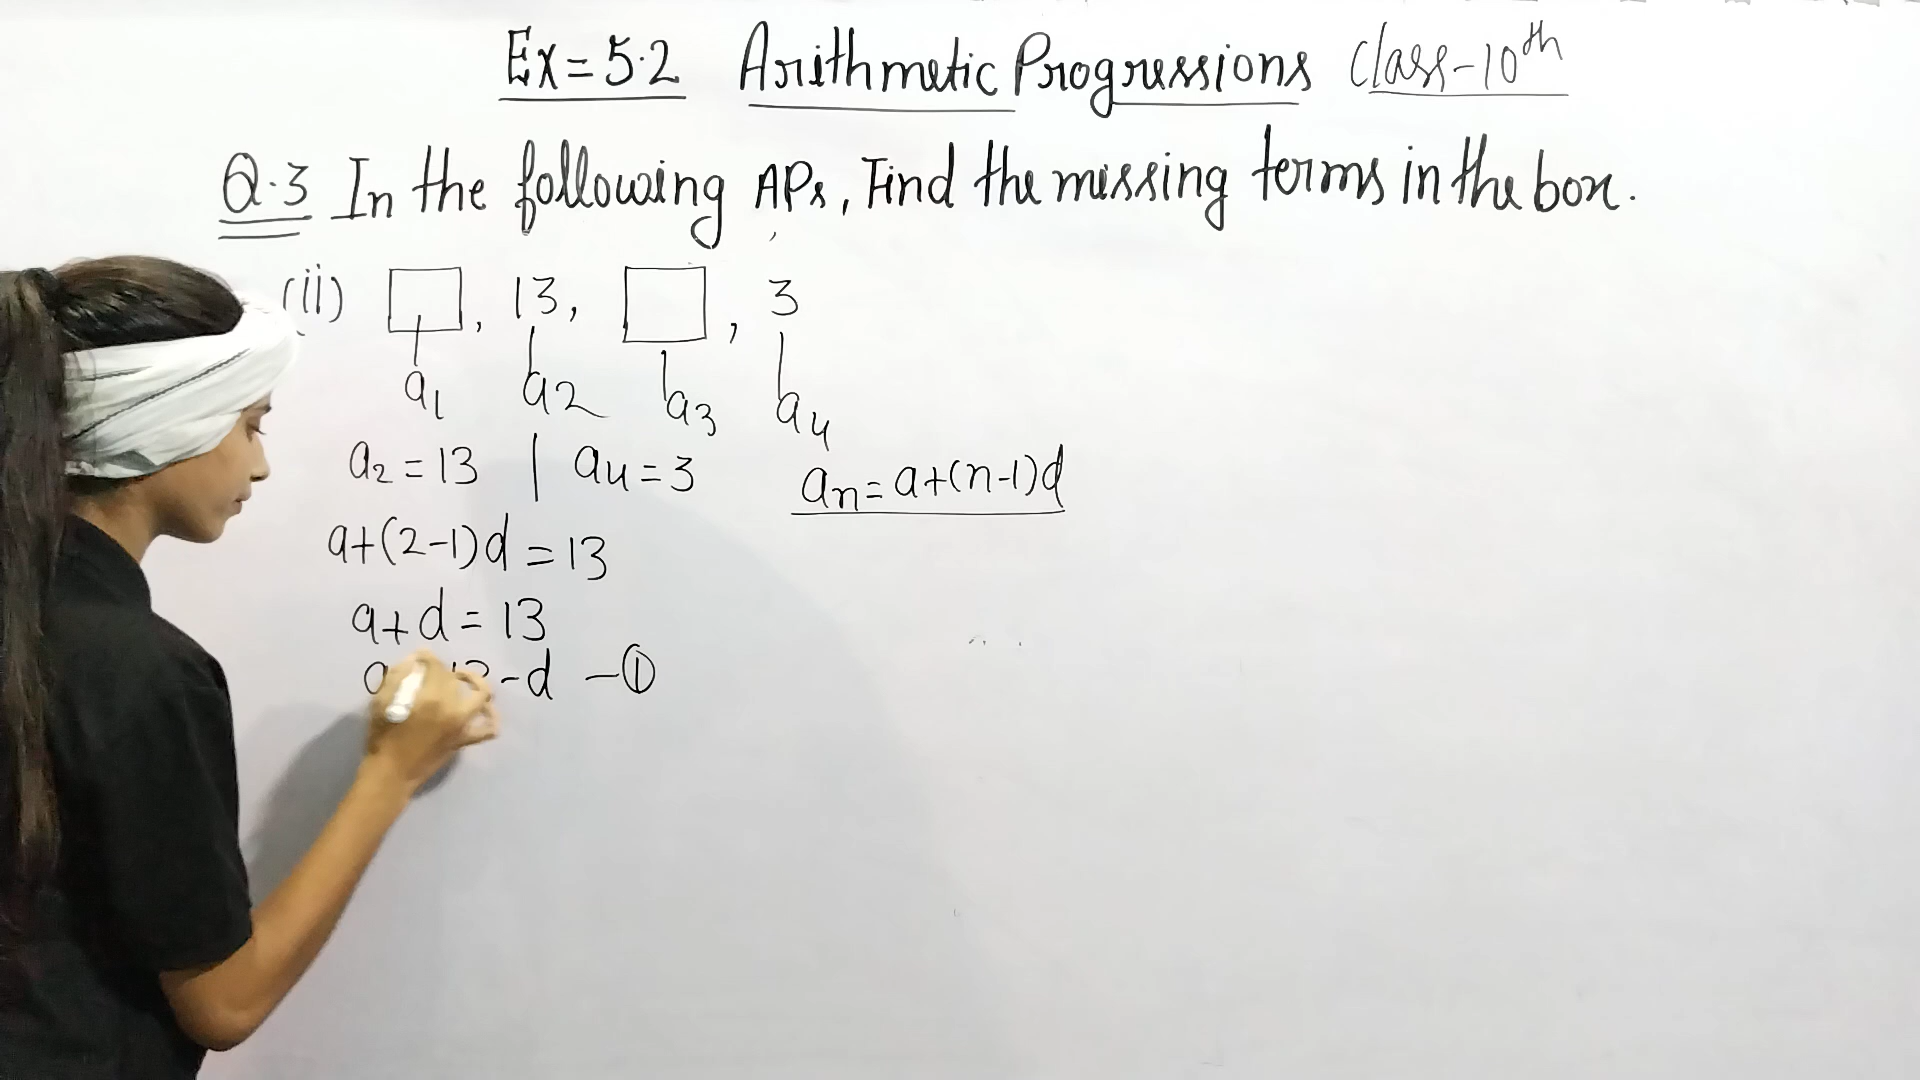 Ex = 5.2 Arithmetic Progressions Class-10th
Q.3 In the following APs, Find the missing terms in the box.
(ii) □, 13, □, 3
a1 a2 a3 a4
a2 = 13 | a4 = 3
an = a+(n-1)d
a+(2-1)d = 13
a+d = 13
a -d -①